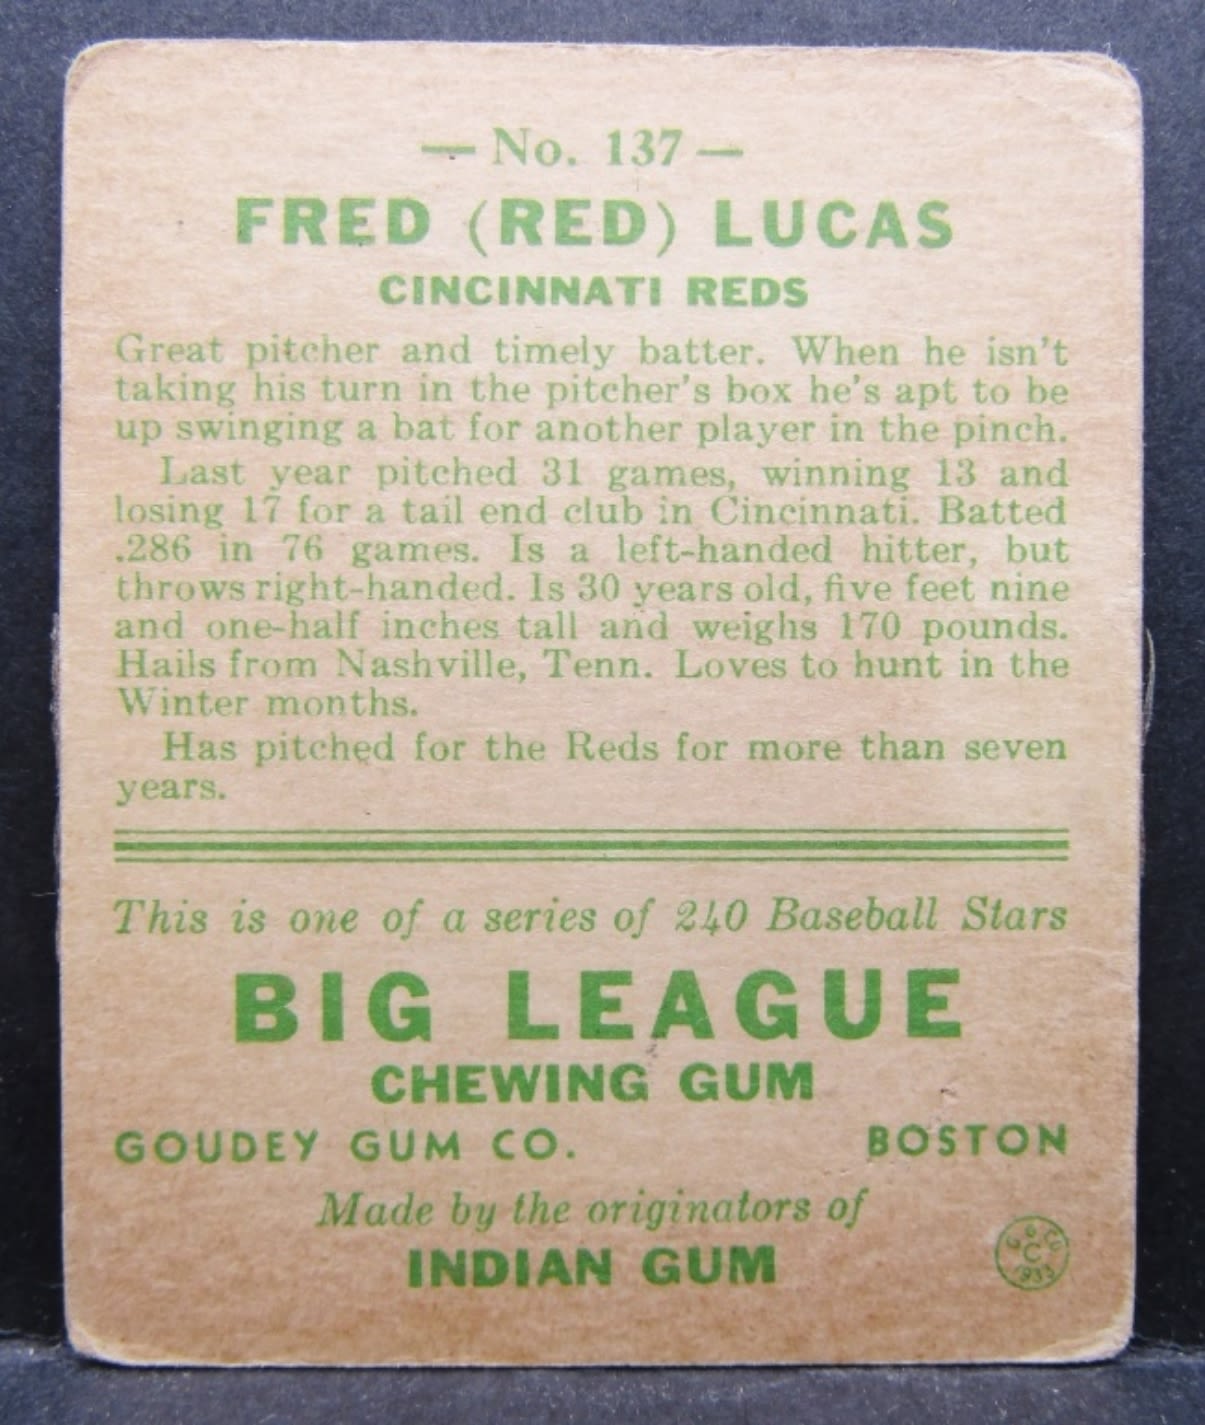 — No. 137 —
FRED (RED) LUCAS
CINCINNATI REDS
Great pitcher and timely batter. When he isn't
taking his turn in the pitcher's box he's apt to be
up swinging a bat for another player in the pinch.
Last year pitched 31 games, winning 13 and
losing 17 for a tail end club in Cincinnati. Batted
.286 in 76 games. Is a left-handed hitter, but
throws right-handed. Is 30 years old, five feet nine
and one-half inches tall and weighs 170 pounds.
Hails from Nashville, Tenn. Loves to hunt in the
Winter months.
Has pitched for the Reds for more than seven
years.
This is one of a series of 240 Baseball Stars
BIG LEAGUE
CHEWING GUM
GOUDEY GUM CO. BOSTON
Made by the originators of
INDIAN GUM
G. G. CO.
C
1933